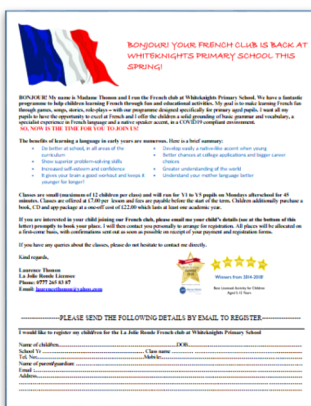 BONJOUR! YOUR FRENCH CLUB IS BACK AT
WHITEKNIGHTS PRIMARY SCHOOL THIS
SPRING!
BONJOUR! My name is Madame Thomon and I run the French club at Whiteknights Primary School. We have a fantastic
programme to help children learning French through fun and educational activities. My goal is to make learning French fun
through games, songs, stories, role-plays – with our programme designed specifically for primary aged pupils. I want all my
pupils to have the opportunity to excel at French and I offer the children a solid grounding of basic grammar and vocabulary, a
specialist experience in French language and a native speaker accent, in a COVID19 compliant environment.
SO, NOW IS THE TIME FOR YOU TO JOIN US!
The benefits of learning a language in early years are numerous. Here is a brief summary:
• Do better at school, in all areas of the
curriculum
• Show superior problem-solving skills
• Increased self-esteem and confidence
• It gives your brain a good workout and keeps it
younger for longer!
• Develop easily a native-like accent when young
• Better chances of college applications and bigger career
choices
• Greater understanding of the world
• Understand your mother language better
Classes are small (maximum of 12 children per class) and will run for Y1 to Y5 pupils on Mondays afterschool for 45
minutes. Classes are offered at £7.00 per lesson and fees are payable before the start of the term. Children additionally purchase a
book, CD and app package at a one-off cost of £22.00 which lasts at least one academic year.
If you are interested in your child joining our French club, please email me your child's details (see at the bottom of this
letter) promptly to book your place. I will then contact you personally to arrange for registration. All places will be allocated on
a first-come basis, with confirmations sent out as soon as possible on receipt of your payment and registration forms.
If you have any queries about the classes, please do not hesitate to contact me directly.
Kind regards,
Laurence Thomon
La Jolie Ronde Licensee
Phone: 0777 265 03 87
Email:
Winners from 2014-2018!
Best Licensed Activity for Children
Aged 5-12 Years
PLEASE SEND THE FOLLOWING DETAILS BY EMAIL TO REGISTER
I would like to register my children for the La Jolie Ronde French club at Whiteknights Primary School
Name of children DOB
School Yr Class name
Tel. No Mobile
Name of parent/guardian
Email
Address